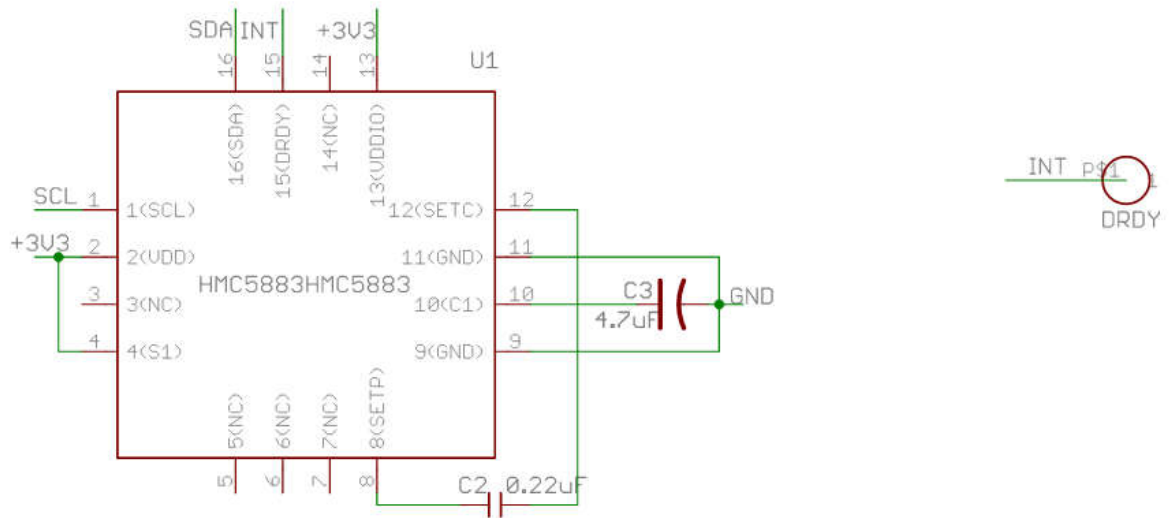 SDA INT +3V3
16 15 14 13
U1
16(SDA) 15(DRDY) 14(NC) 13(VDDIO)
INT P$1 1
DRDY
SCL 1 1(SCL) 12(SETC) 12
+3V3 2 2(VDD) 11(GND) 11
HMC5883HMC5883
3 3(NC) 10(C1) 10 C3 GND
4.7uF
4 4(S1) 9(GND) 9
5(NC) 6(NC) 7(NC) 8(SETP)
5 6 7 8
C2 0.22uF